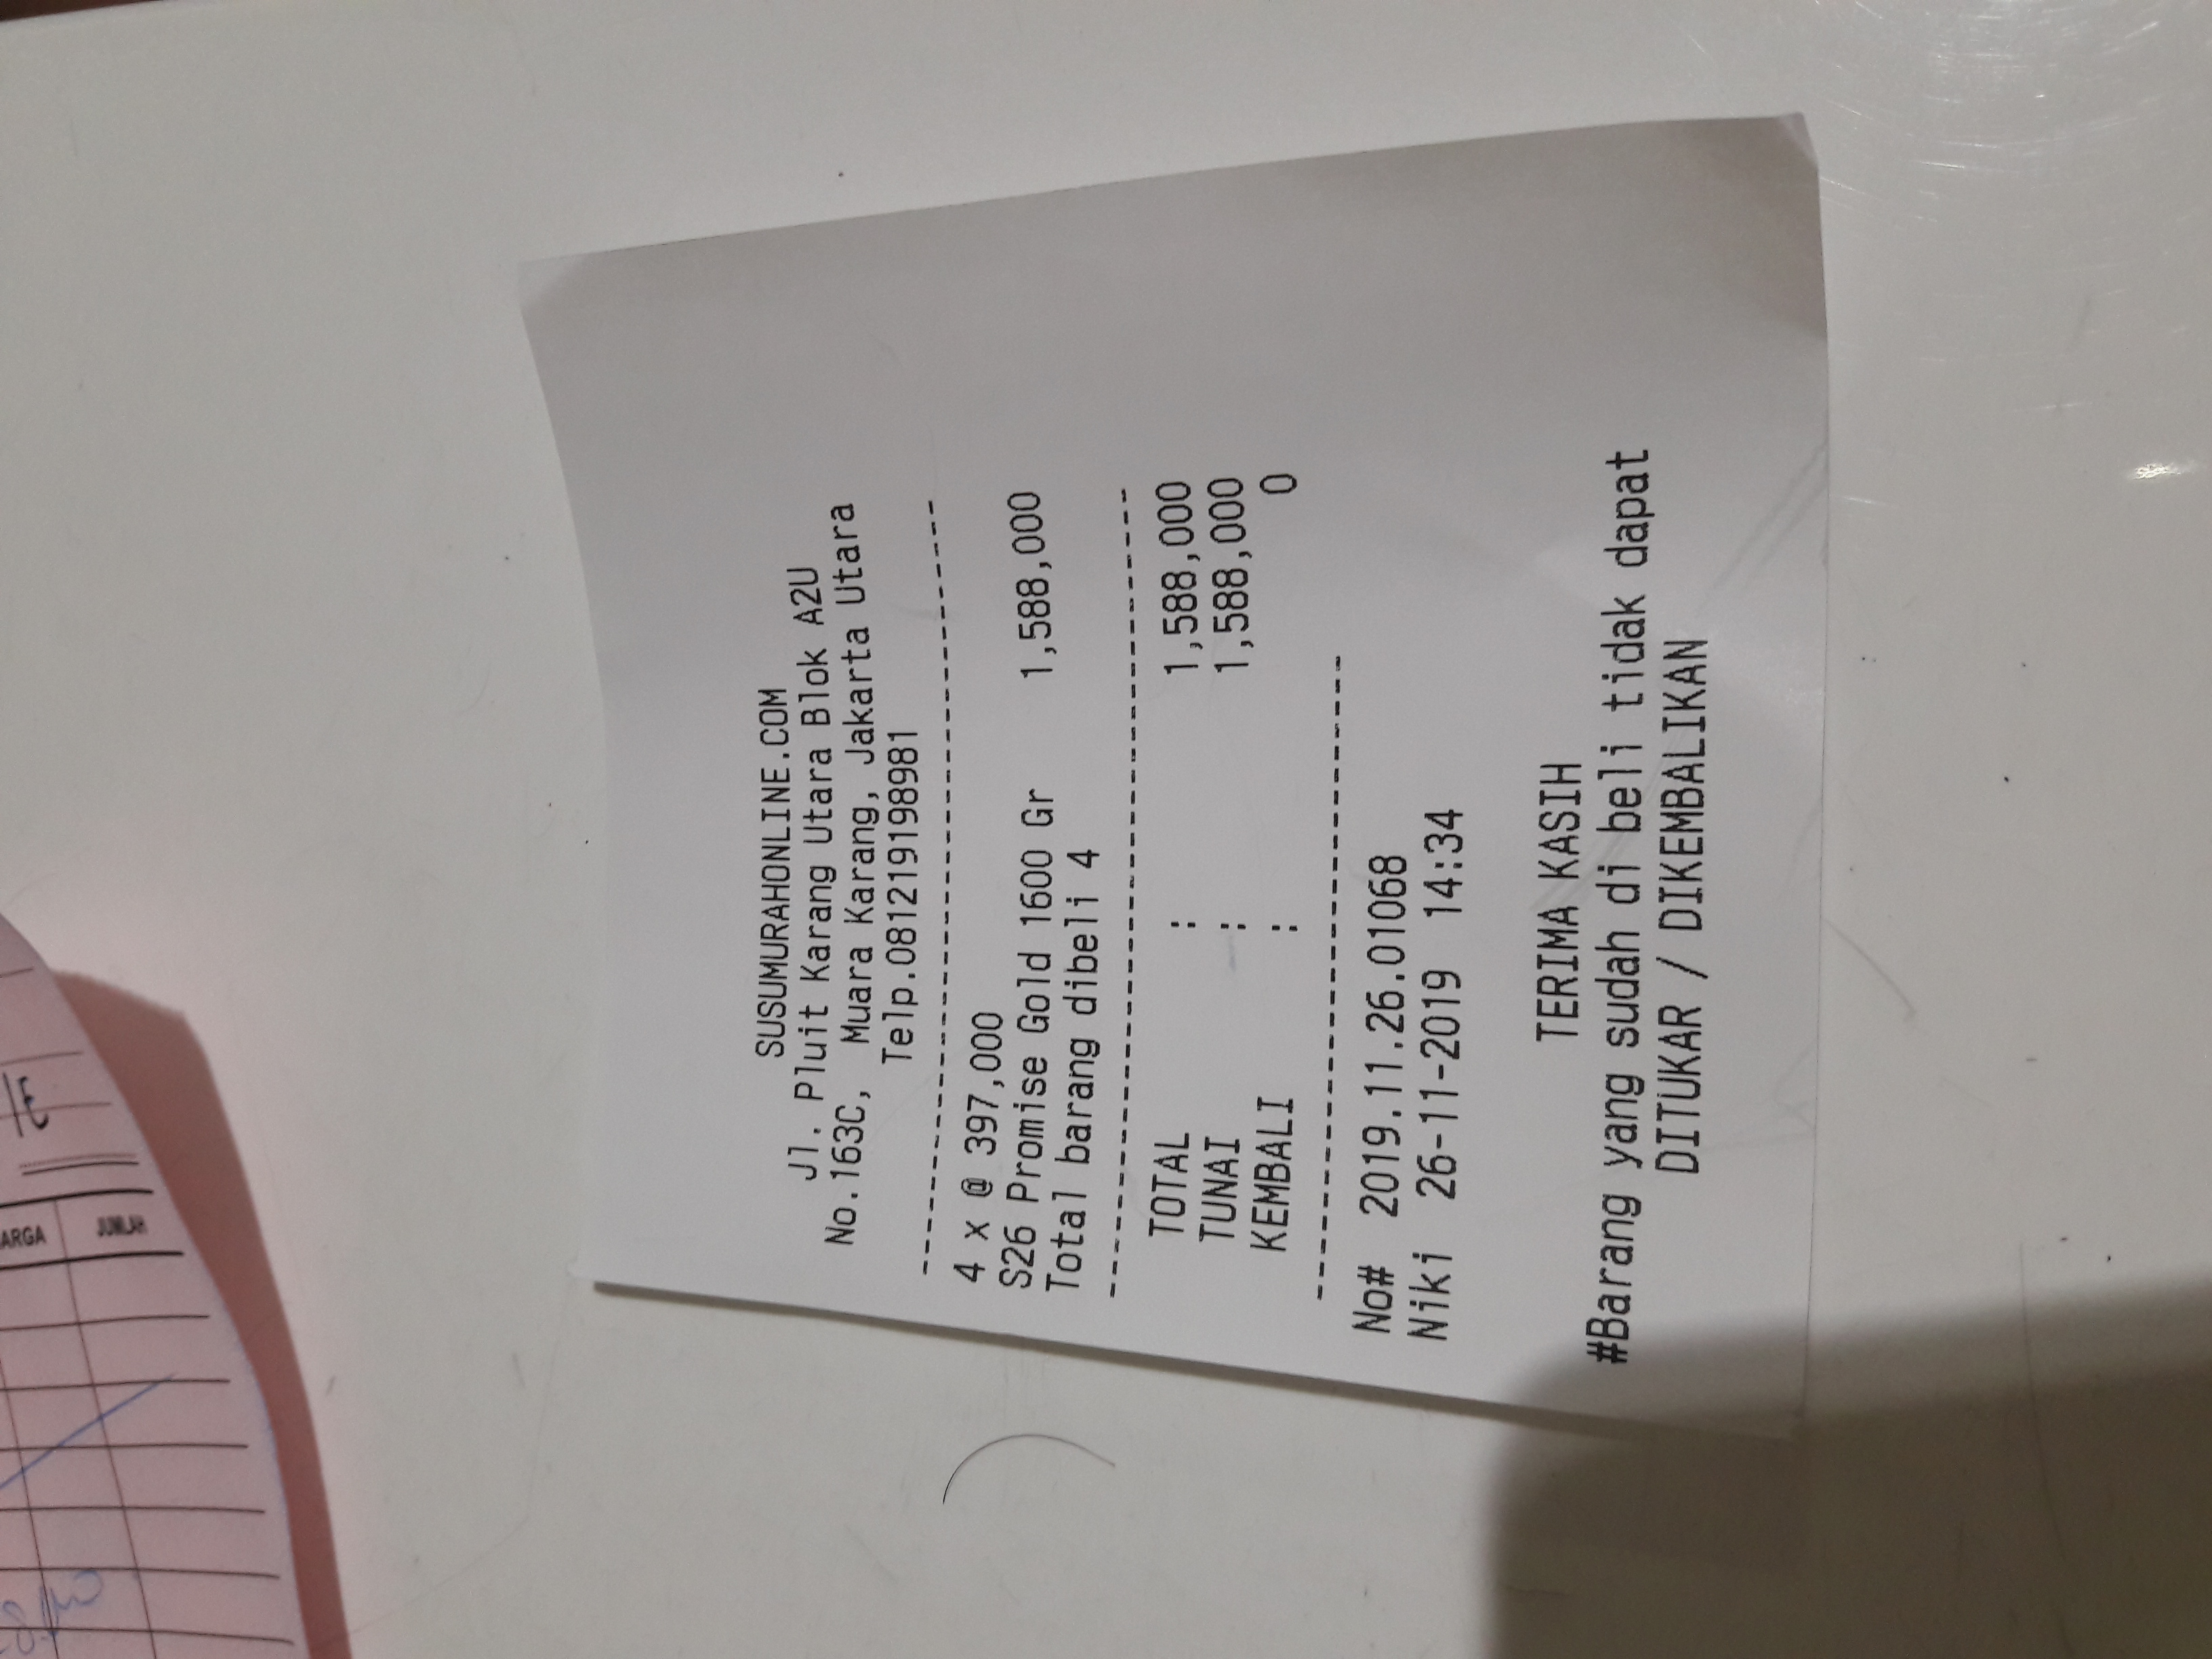 ARGA
JUMLAH
SUSUMURAHONLINE.COM
Jl. Pluit Karang Utara Blok A2U
No.163C, Muara Karang, Jakarta Utara
Telp.081219198981
4 x @ 397,000
S26 Promise Gold 1600 Gr 1,588,000
Total barang dibeli 4
TOTAL : 1,588,000
TUNAI : 1,588,000
KEMBALI : 0
No# 2019.11.26.01068
Niki 26-11-2019 14:34
TERIMA KASIH
#Barang yang sudah di beli tidak dapat
DITUKAR / DIKEMBALIKAN